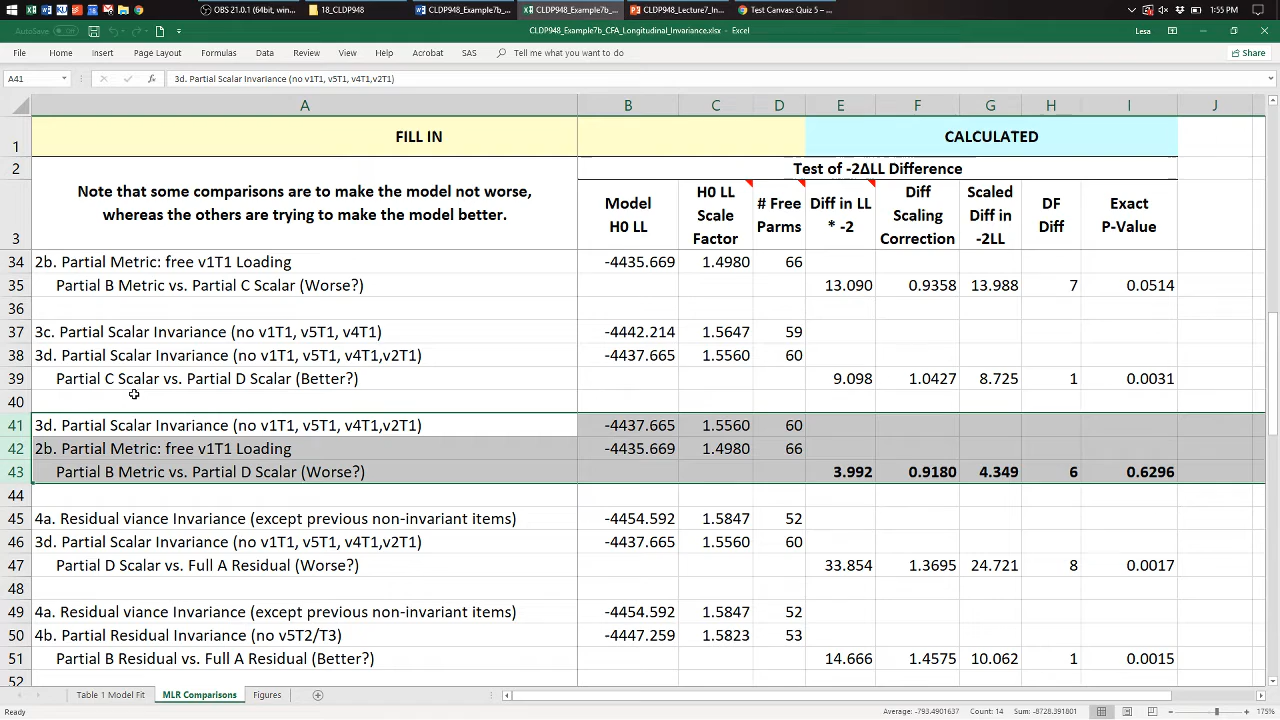 OBS 21.0.1 (64bit, win...
18_CLDP948
CLDP948_Example7b_...
CLDP948_Example7b_...
CLDP948_Lecture7_In...
Test Canvas: Quiz 5 – ...
1:55 PM
AutoSave Off
CLDP948_Example7b_CFA_Longitudinal_Invariance.xlsx - Excel
Lesa
File Home Insert Page Layout Formulas Data Review View Help Acrobat SAS Tell me what you want to do Share
A41 fx 3d. Partial Scalar Invariance (no v1T1, v5T1, v4T1,v2T1)
A B C D E F G H I J
1 FILL IN CALCULATED
2 Test of -2ΔLL Difference
3 Note that some comparisons are to make the model not worse,
whereas the others are trying to make the model better.
Model
H0 LL
H0 LL
Scale
Factor
# Free
Parms
Diff in LL
* -2
Diff
Scaling
Correction
Scaled
Diff in
-2LL
DF
Diff
Exact
P-Value
34 2b. Partial Metric: free v1T1 Loading -4435.669 1.4980 66
35 Partial B Metric vs. Partial C Scalar (Worse?) 13.090 0.9358 13.988 7 0.0514
36
37 3c. Partial Scalar Invariance (no v1T1, v5T1, v4T1) -4442.214 1.5647 59
38 3d. Partial Scalar Invariance (no v1T1, v5T1, v4T1,v2T1) -4437.665 1.5560 60
39 Partial C Scalar vs. Partial D Scalar (Better?) 9.098 1.0427 8.725 1 0.0031
40
41 3d. Partial Scalar Invariance (no v1T1, v5T1, v4T1,v2T1) -4437.665 1.5560 60
42 2b. Partial Metric: free v1T1 Loading -4435.669 1.4980 66
43 Partial B Metric vs. Partial D Scalar (Worse?) 3.992 0.9180 4.349 6 0.6296
44
45 4a. Residual viance Invariance (except previous non-invariant items) -4454.592 1.5847 52
46 3d. Partial Scalar Invariance (no v1T1, v5T1, v4T1,v2T1) -4437.665 1.5560 60
47 Partial D Scalar vs. Full A Residual (Worse?) 33.854 1.3695 24.721 8 0.0017
48
49 4a. Residual viance Invariance (except previous non-invariant items) -4454.592 1.5847 52
50 4b. Partial Residual Invariance (no v5T2/T3) -4447.259 1.5823 53
51 Partial B Residual vs. Full A Residual (Better?) 14.666 1.4575 10.062 1 0.0015
52
Table 1 Model Fit MLR Comparisons Figures
Ready Average: -793.4901637 Count: 14 Sum: -8728.391801 175%